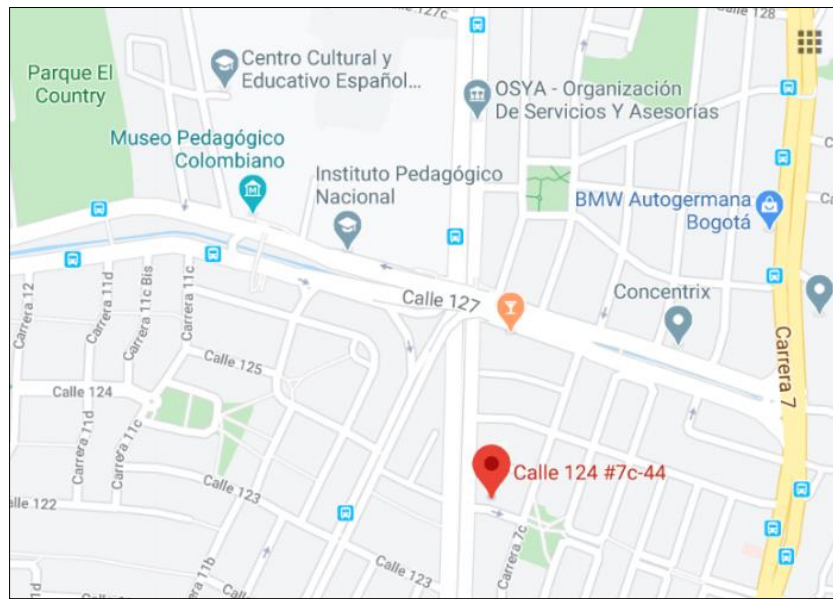 127c
Calle 128
Parque El
Country
Centro Cultural y
Educativo Español...
OSYA - Organización
De Servicios Y Asesorías
Museo Pedagógico
Colombiano
Instituto Pedagógico
Nacional
BMW Autogermana
Bogotá
Carrera 12
Carrera 11d
Carrera 11c Bis
Carrera 11c
Calle 127
Concentrix
Carrera 7
Calle 125
Calle 124
Carrera 11d
Carrera 11c
Calle 124 #7c-44
Calle 123
alle 122
Carrera 11b
Carrera 7c
Calle 123